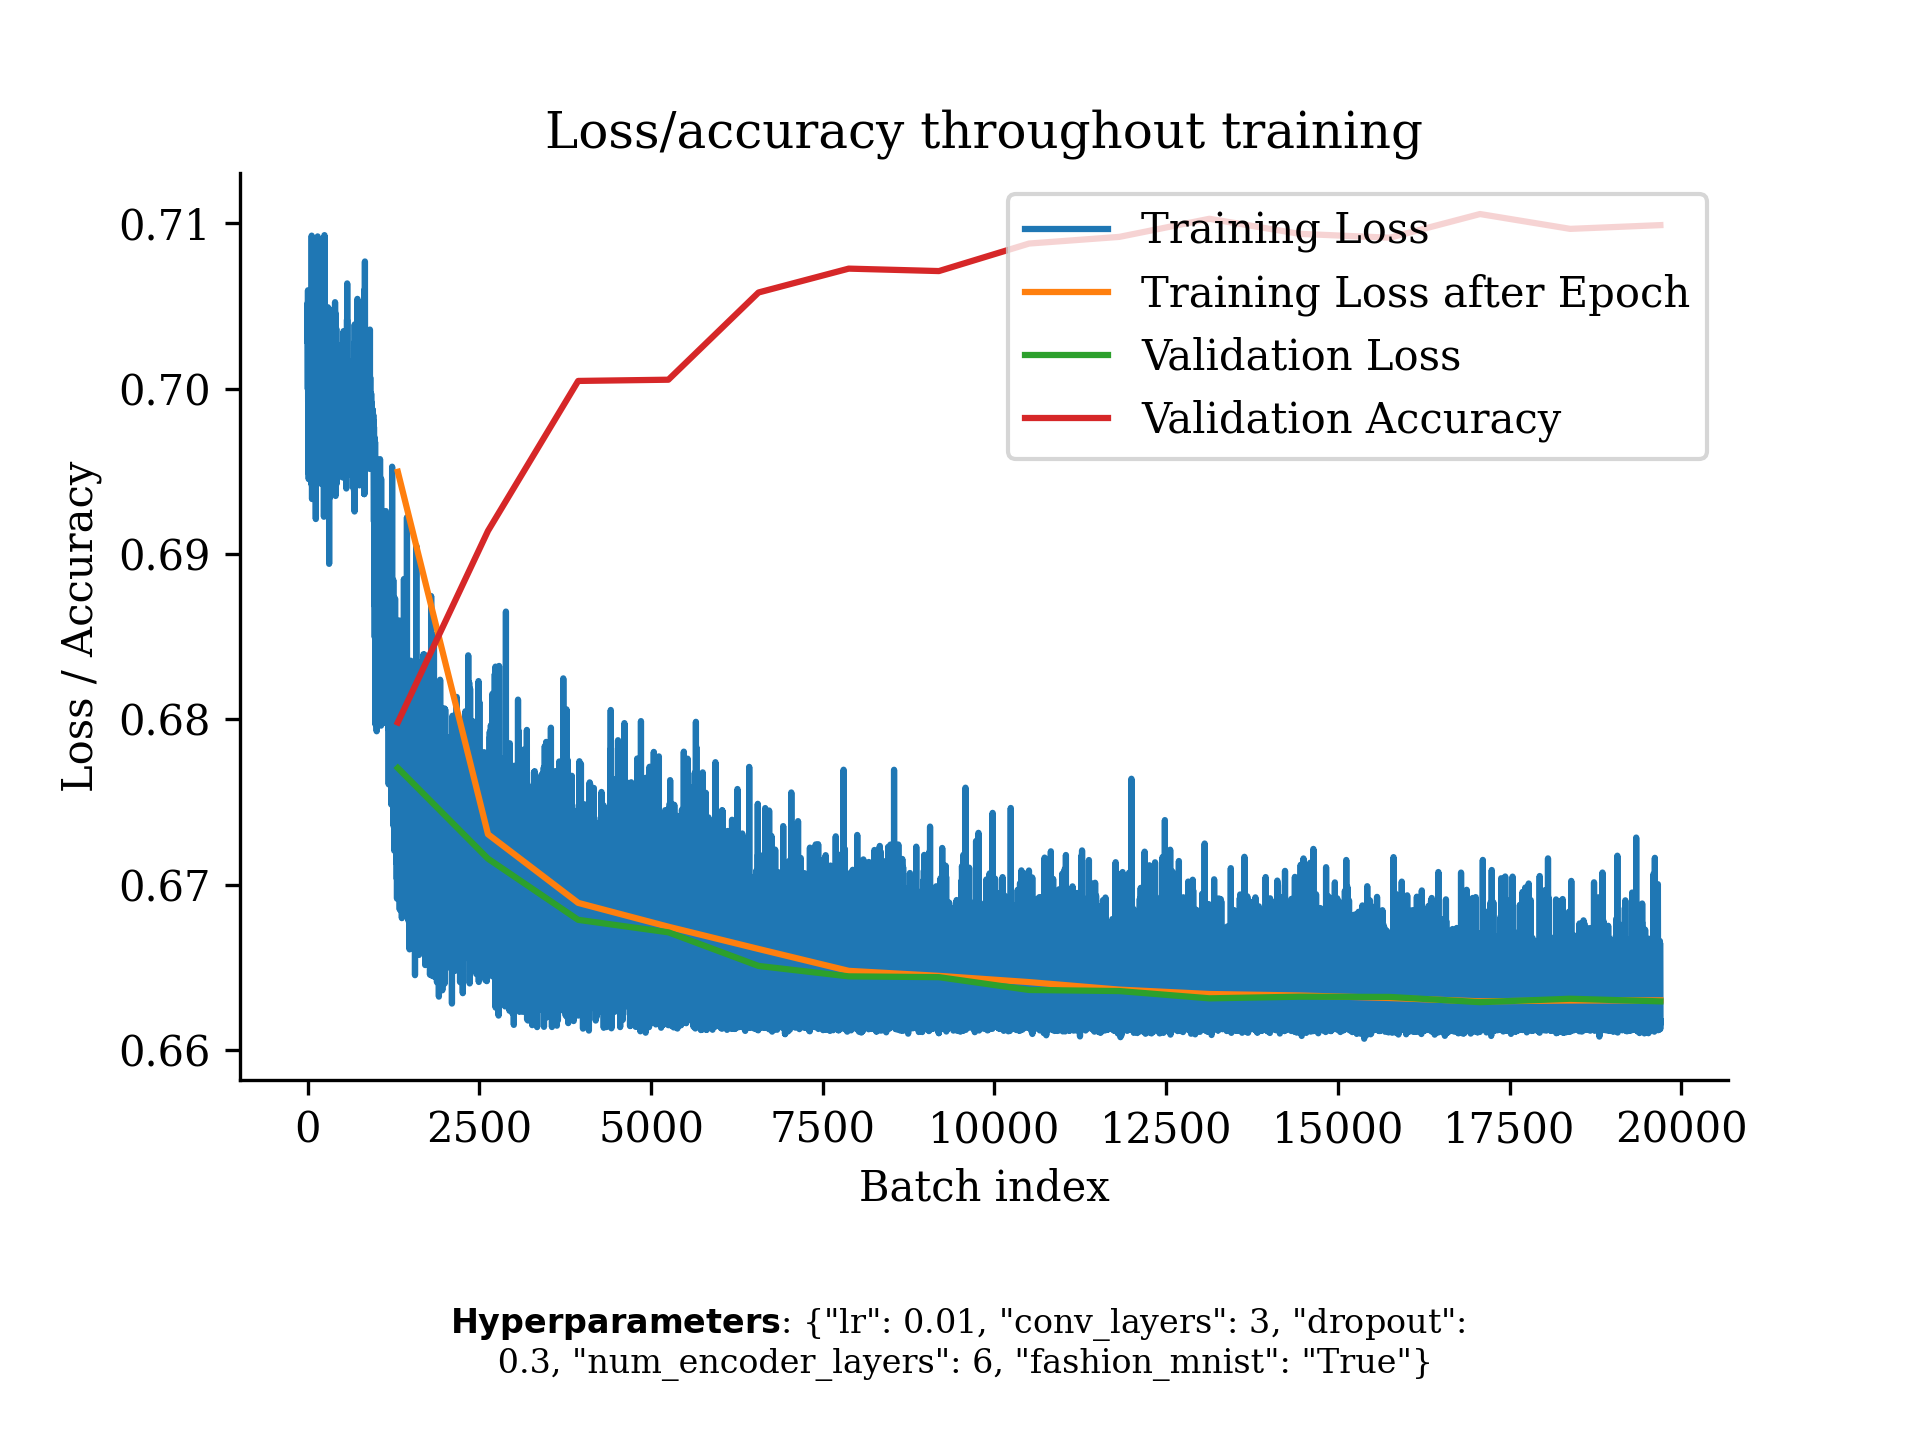 Loss/accuracy throughout training
0.71
0.70
0.69
0.68
0.67
0.66
Loss / Accuracy
Training Loss
Training Loss after Epoch
Validation Loss
Validation Accuracy
0 2500 5000 7500 10000 12500 15000 17500 20000
Batch index
Hyperparameters: {"lr": 0.01, "conv_layers": 3, "dropout":
0.3, "num_encoder_layers": 6, "fashion_mnist": "True"}